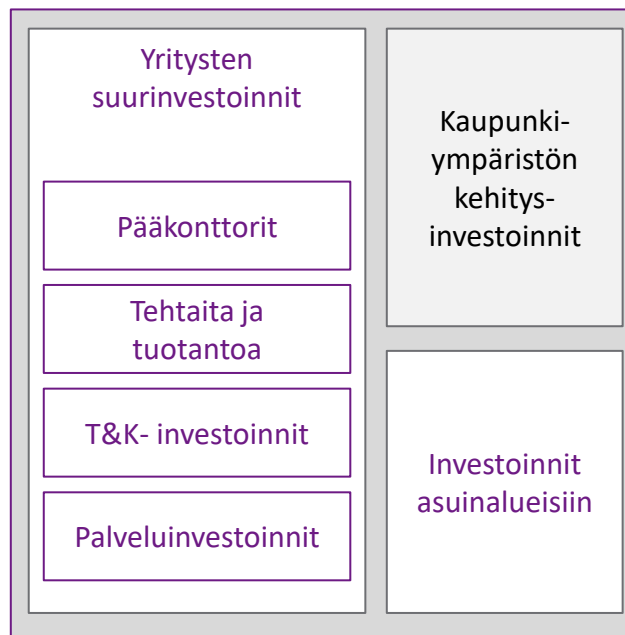 Yritysten
suurinvestoinnit
Pääkonttorit
Tehtaita ja
tuotantoa
T&K- investoinnit
Palveluinvestoinnit
Kaupunki-
ympäristön
kehitys-
investoinnit
Investoinnit
asuinalueisiin